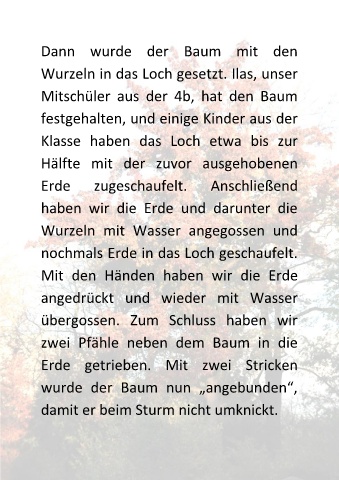 Dann wurde der Baum mit den
Wurzeln in das Loch gesetzt. Ilas, unser
Mitschüler aus der 4b, hat den Baum
festgehalten, und einige Kinder aus der
Klasse haben das Loch etwa bis zur
Hälfte mit der zuvor ausgehobenen
Erde zugeschaufelt. Anschließend
haben wir die Erde und darunter die
Wurzeln mit Wasser angegossen und
nochmals Erde in das Loch geschaufelt.
Mit den Händen haben wir die Erde
angedrückt und wieder mit Wasser
übergossen. Zum Schluss haben wir
zwei Pfähle neben dem Baum in die
Erde getrieben. Mit zwei Stricken
wurde der Baum nun „angebunden“,
damit er beim Sturm nicht umknickt.